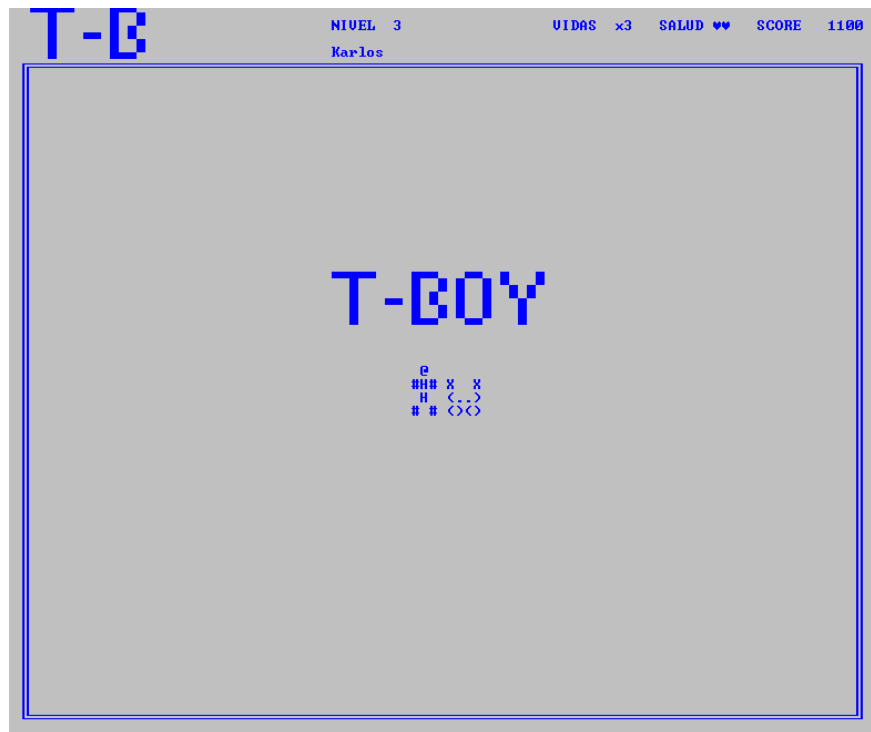 T-B
NIVEL 3 VIDAS x3 SALUD ♥♥ SCORE 1100
Karlos
T-BOY
@
#H# X  X
H  (..)
# # ()()